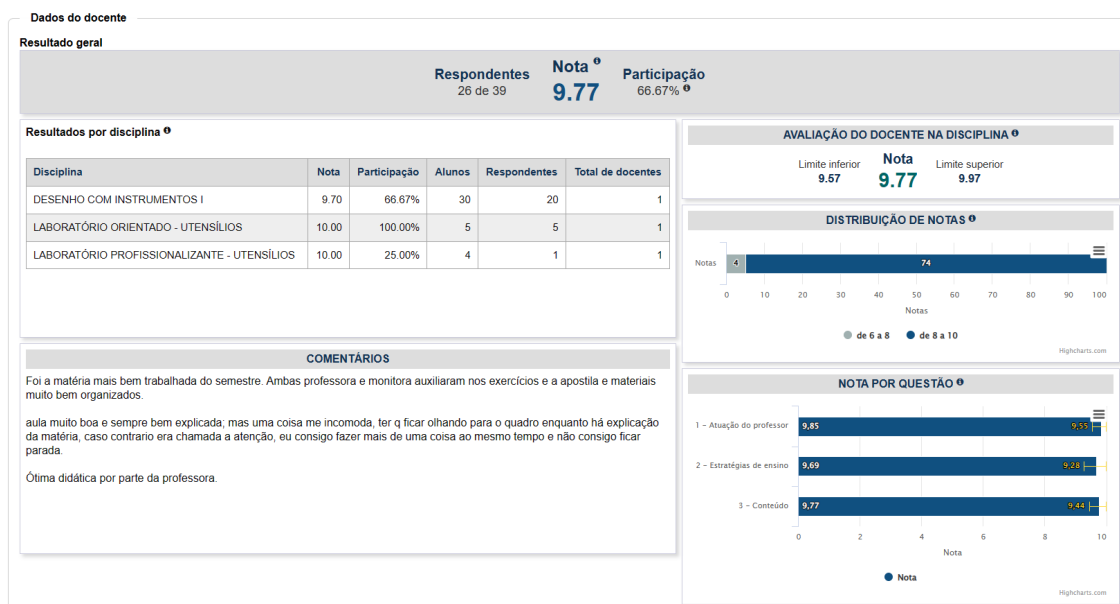 Dados do docente
Resultado geral
Respondentes
26 de 39
Nota
9.77
Participação
66.67%
Resultados por disciplina
Disciplina Nota Participação Alunos Respondentes Total de docentes
DESENHO COM INSTRUMENTOS I 9.70 66.67% 30 20 1
LABORATÓRIO ORIENTADO - UTENSÍLIOS 10.00 100.00% 5 5 1
LABORATÓRIO PROFISSIONALIZANTE - UTENSÍLIOS 10.00 25.00% 4 1 1
COMENTÁRIOS
Foi a matéria mais bem trabalhada do semestre. Ambas professora e monitora auxiliaram nos exercícios e a apostila e materiais
muito bem organizados.
aula muito boa e sempre bem explicada; mas uma coisa me incomoda, ter q ficar olhando para o quadro enquanto há explicação
da matéria, caso contrario era chamada a atenção, eu consigo fazer mais de uma coisa ao mesmo tempo e não consigo ficar
parada.
Ótima didática por parte da professora.
AVALIAÇÃO DO DOCENTE NA DISCIPLINA
Limite inferior
9.57
Nota
9.77
Limite superior
9.97
DISTRIBUIÇÃO DE NOTAS
Notas 4 74
0 10 20 30 40 50 60 70 80 90 100
Notas
de 6 a 8 de 8 a 10
Highcharts.com
NOTA POR QUESTÃO
1 - Atuação do professor 9,85 9,55
2 - Estratégias de ensino 9,69 9,28
3 - Conteúdo 9,77 9,44
0 2 4 6 8 10
Nota
Nota
Highcharts.com